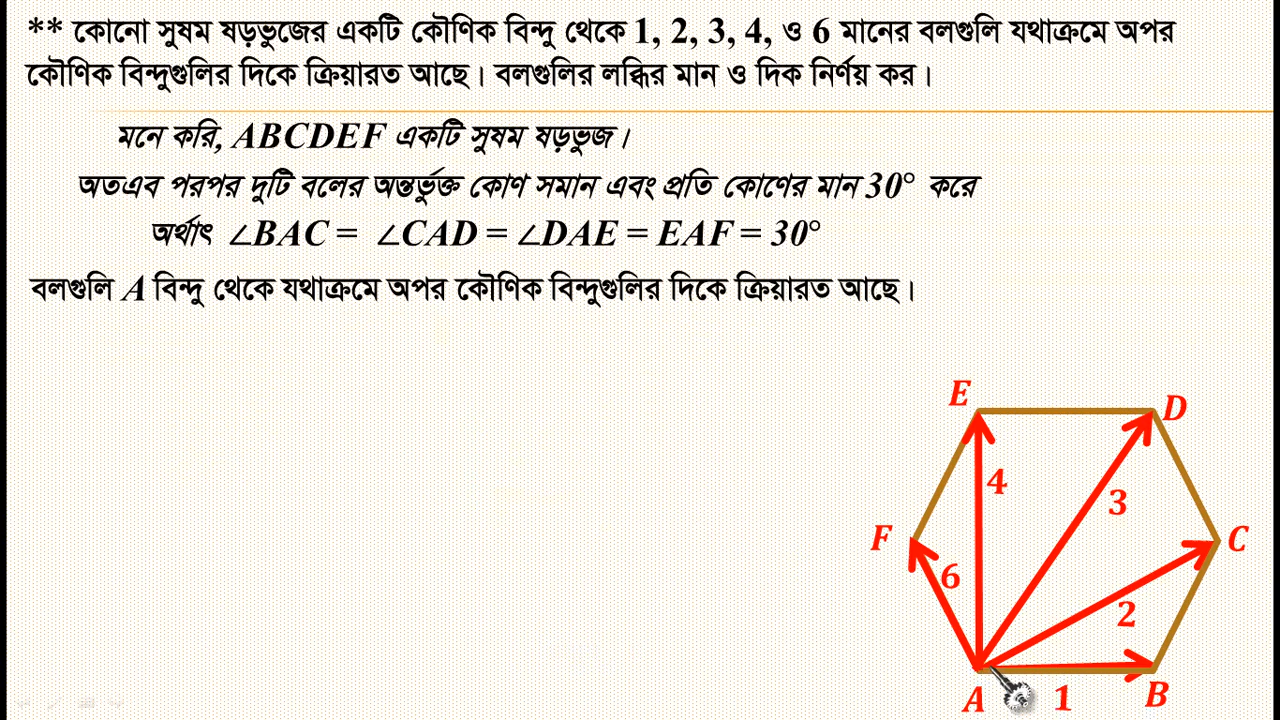 ** কোনো সুষম ষড়ভুজের একটি কৌণিক বিন্দু থেকে 1, 2, 3, 4, ও 6 মানের বলগুলি যথাক্রমে অপর
কৌণিক বিন্দুগুলির দিকে ক্রিয়ারত আছে। বলগুলির লব্ধির মান ও দিক নির্ণয় কর।
মনে করি, ABCDEF একটি সুষম ষড়ভুজ।
অতএব পরপর দুটি বলের অন্তর্ভুক্ত কোণ সমান এবং প্রতি কোণের মান 30° করে
অর্থাৎ ∠BAC = ∠CAD = ∠DAE = EAF = 30°
বলগুলি A বিন্দু থেকে যথাক্রমে অপর কৌণিক বিন্দুগুলির দিকে ক্রিয়ারত আছে।
E D
4
3
F C
6
2
A 1 B